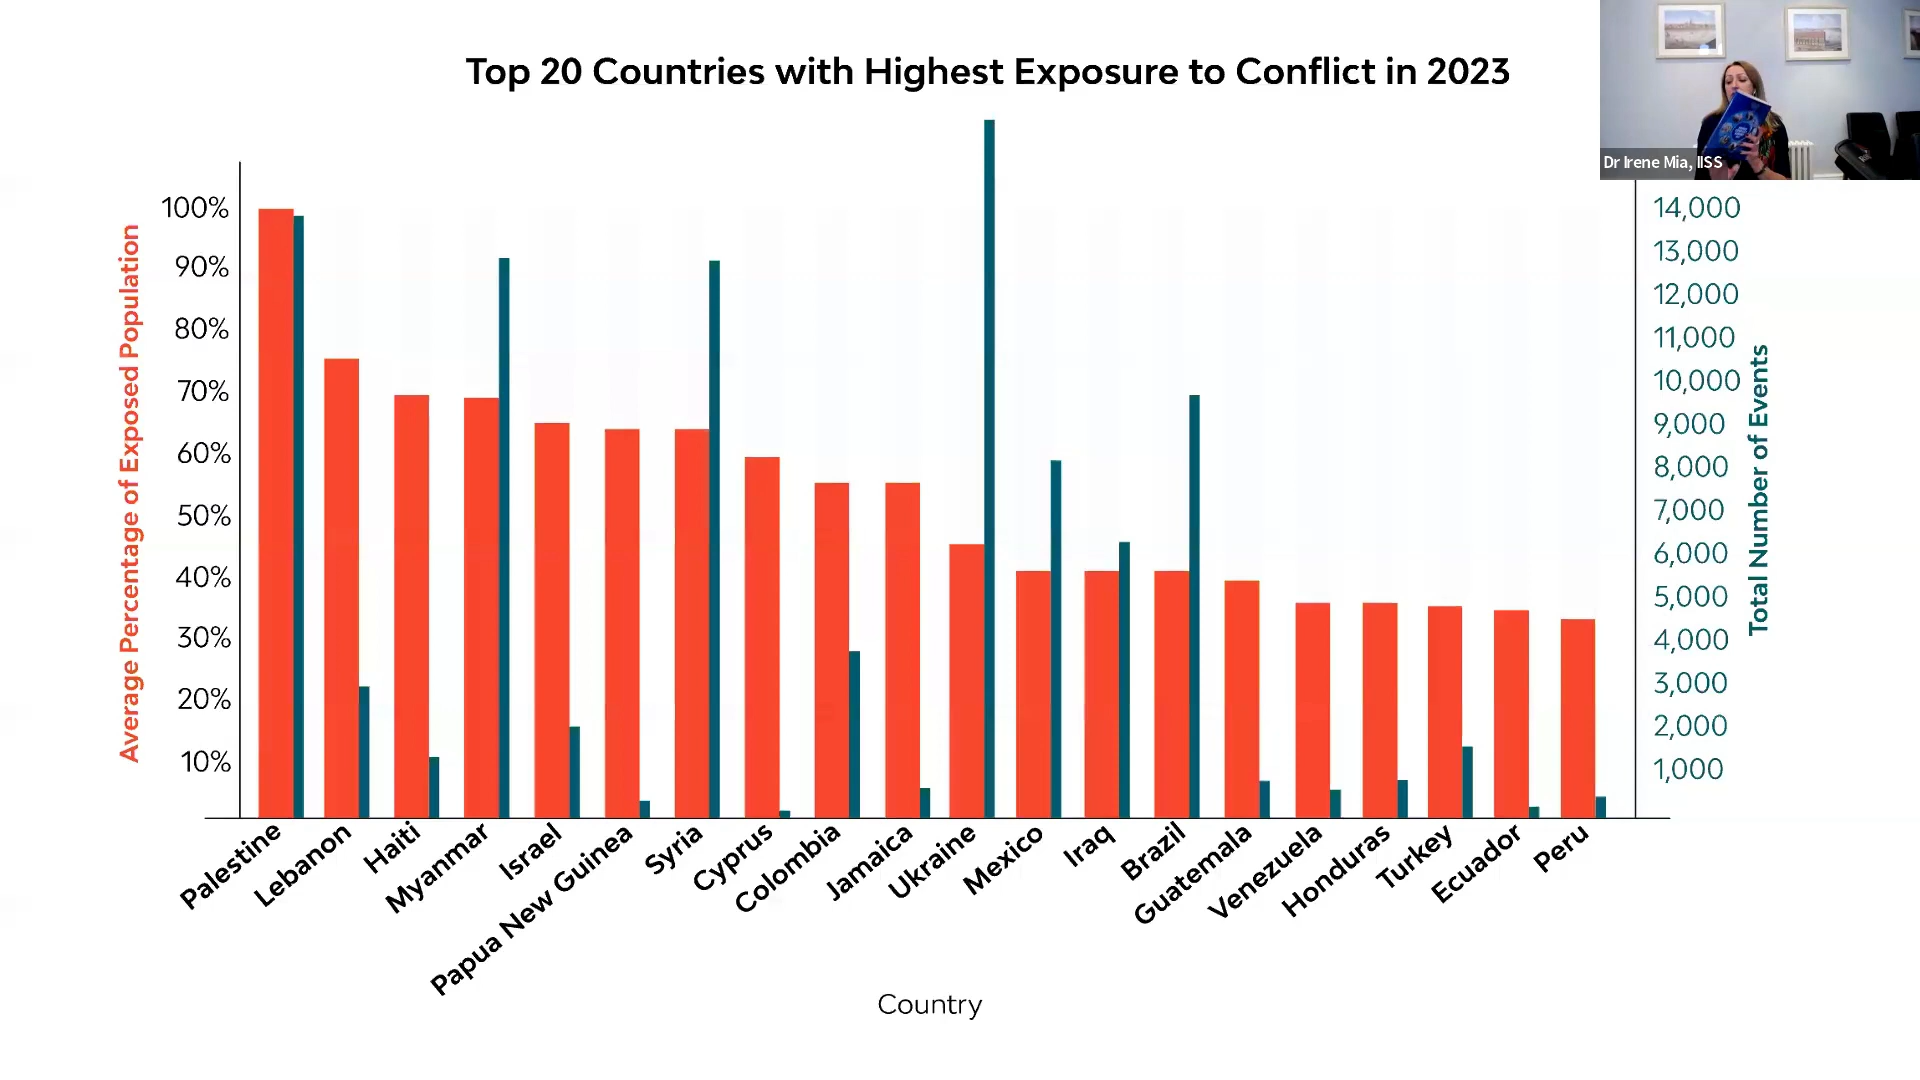 Top 20 Countries with Highest Exposure to Conflict in 2023
Dr Irene Mia, IISS
Average Percentage of Exposed Population
100%
90%
80%
70%
60%
50%
40%
30%
20%
10%
14,000
13,000
12,000
11,000
10,000
9,000
8,000
7,000
6,000
5,000
4,000
3,000
2,000
1,000
Total Number of Events
Palestine
Lebanon
Haiti
Myanmar
Israel
Papua New Guinea
Syria
Cyprus
Colombia
Jamaica
Ukraine
Mexico
Iraq
Brazil
Guatemala
Venezuela
Honduras
Turkey
Ecuador
Peru
Country